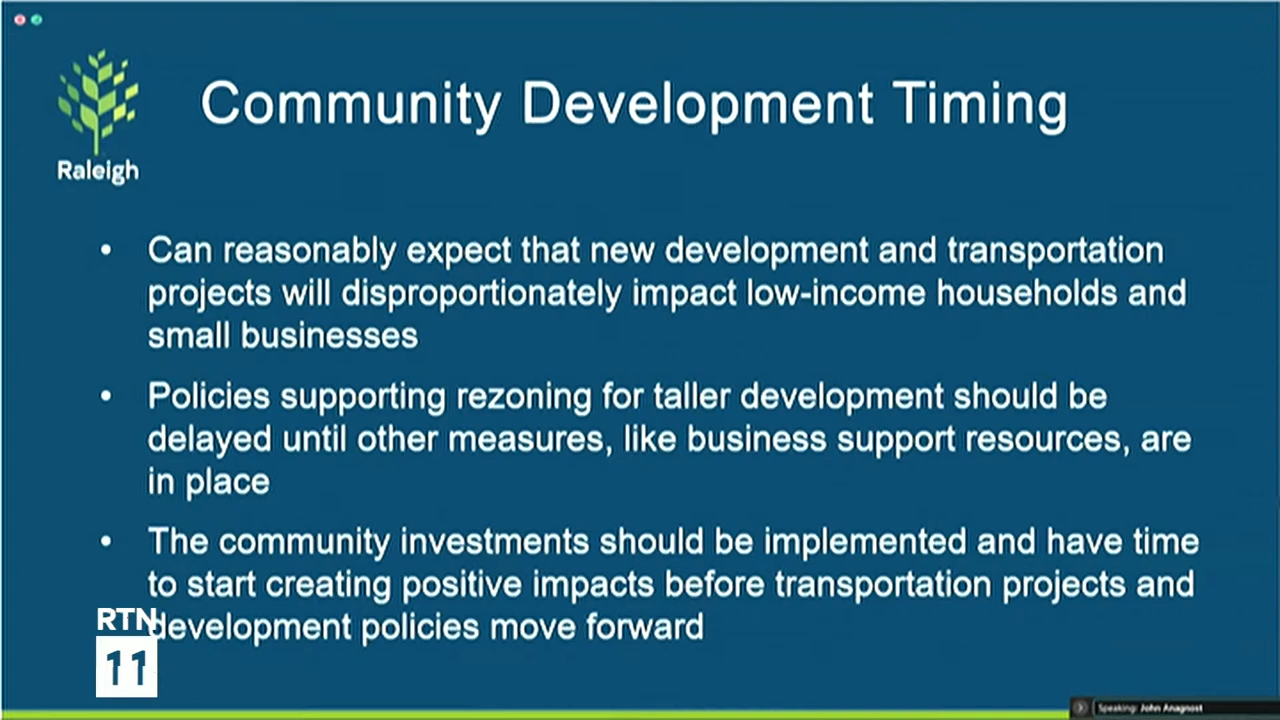 Community Development Timing
Raleigh
• Can reasonably expect that new development and transportation
projects will disproportionately impact low-income households and
small businesses
• Policies supporting rezoning for taller development should be
delayed until other measures, like business support resources, are
in place
• The community investments should be implemented and have time
to start creating positive impacts before transportation projects and
development policies move forward
RTN
11
Speaking: John Anagnost